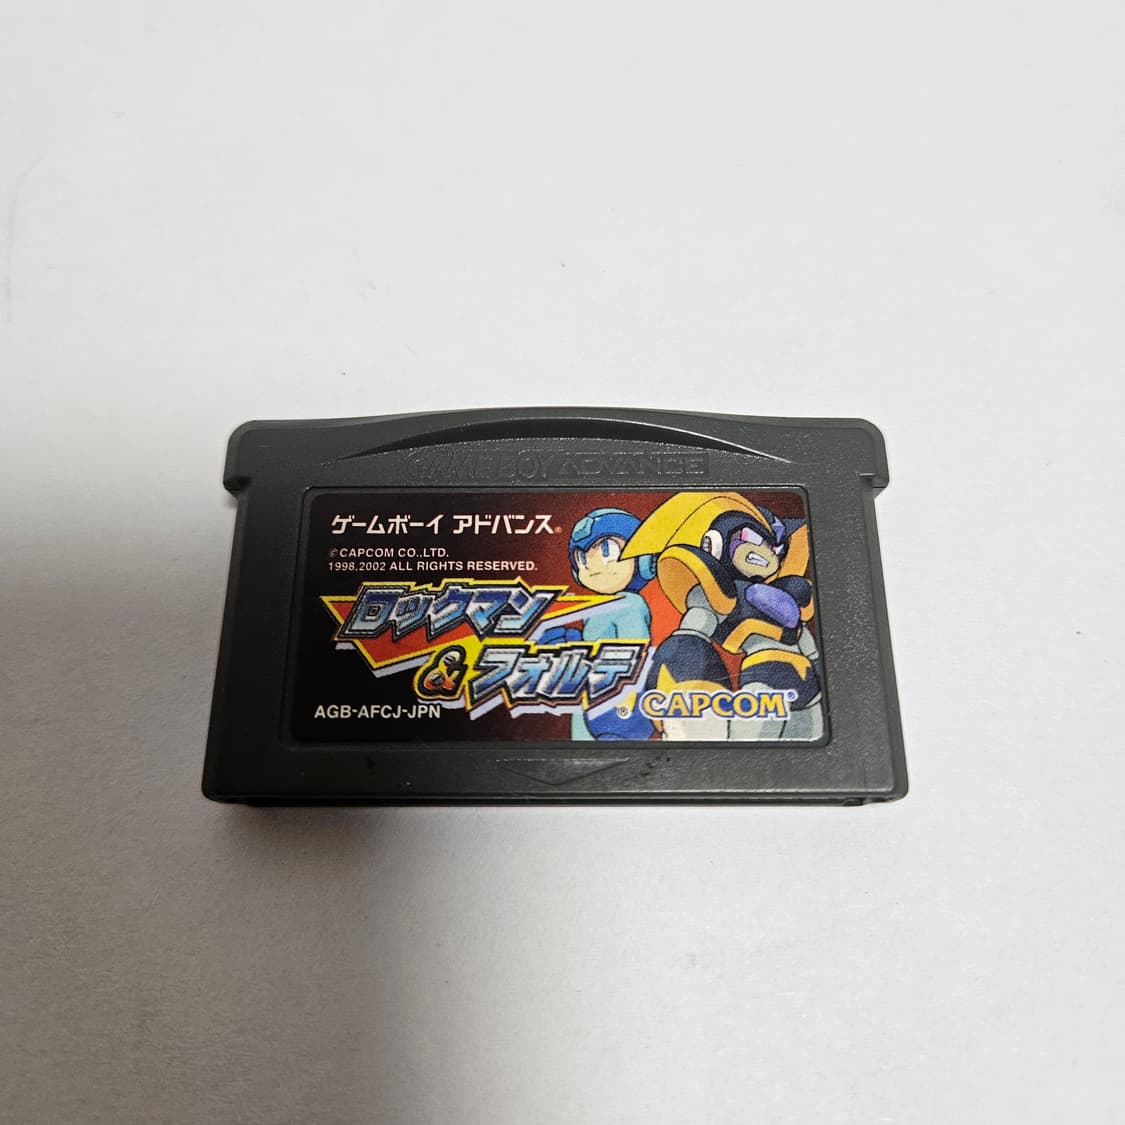 GAME BOY ADVANCE
ゲームボーイ アドバンス®
©CAPCOM CO.,LTD.
1998,2002 ALL RIGHTS RESERVED.
ロックマン
&フォルテ
®
CAPCOM®
AGB-AFCJ-JPN